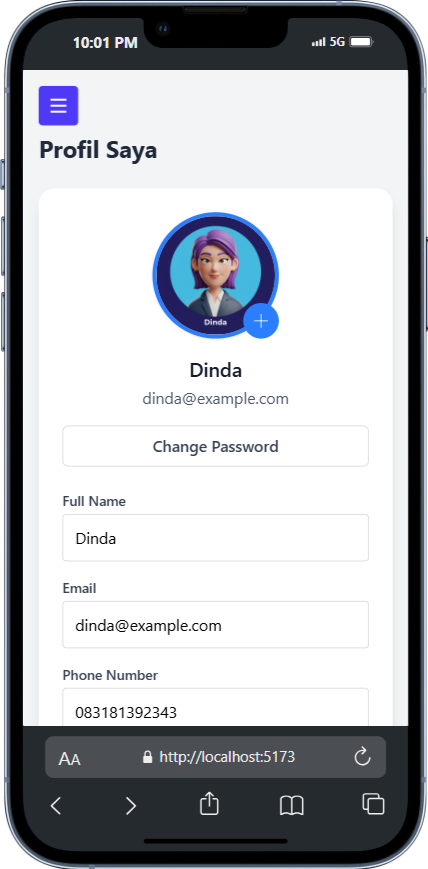 10:01 PM
5G
Profil Saya
Dinda
Dinda
dinda@example.com
Change Password
Full Name
Dinda
Email
dinda@example.com
Phone Number
083181392343
AA
http://localhost:5173